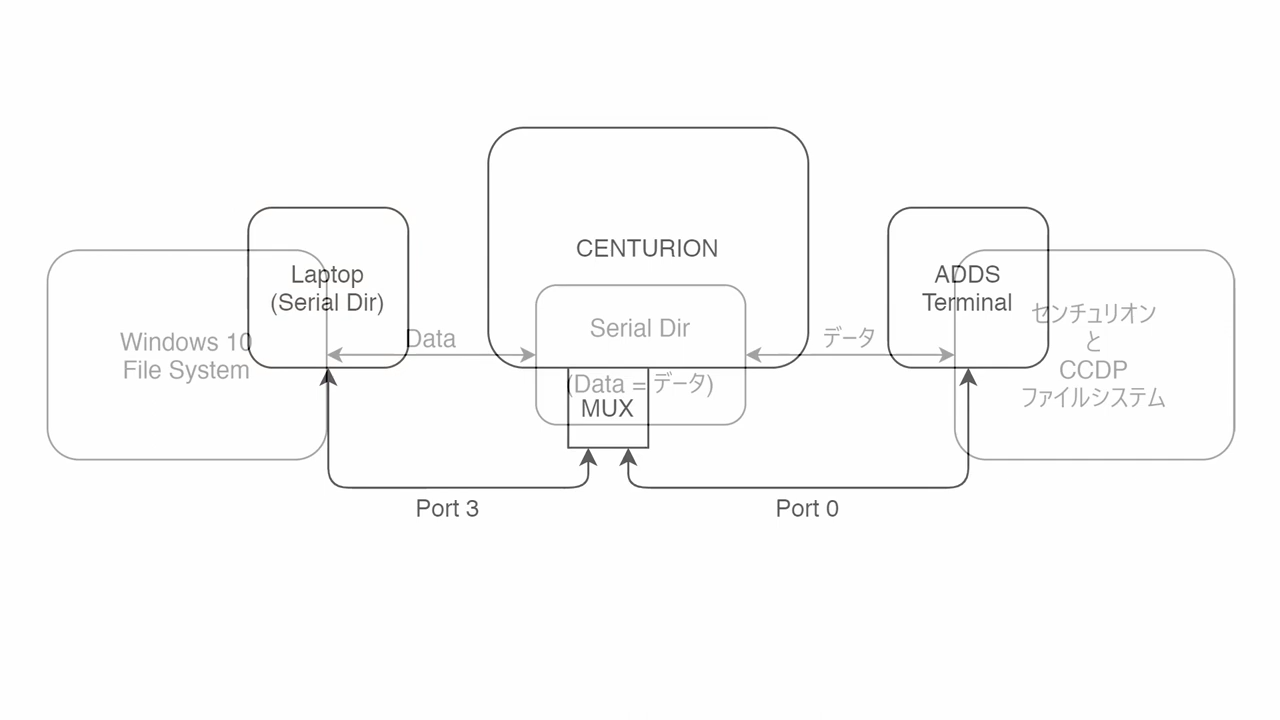 CENTURION
Laptop
(Serial Dir)
ADDS
Terminal
MUX
Port 3
Port 0
Windows 10
File System
Data
Serial Dir
(Data = データ)
データ
センチュリオン
と
CCDP
ファイルシステム